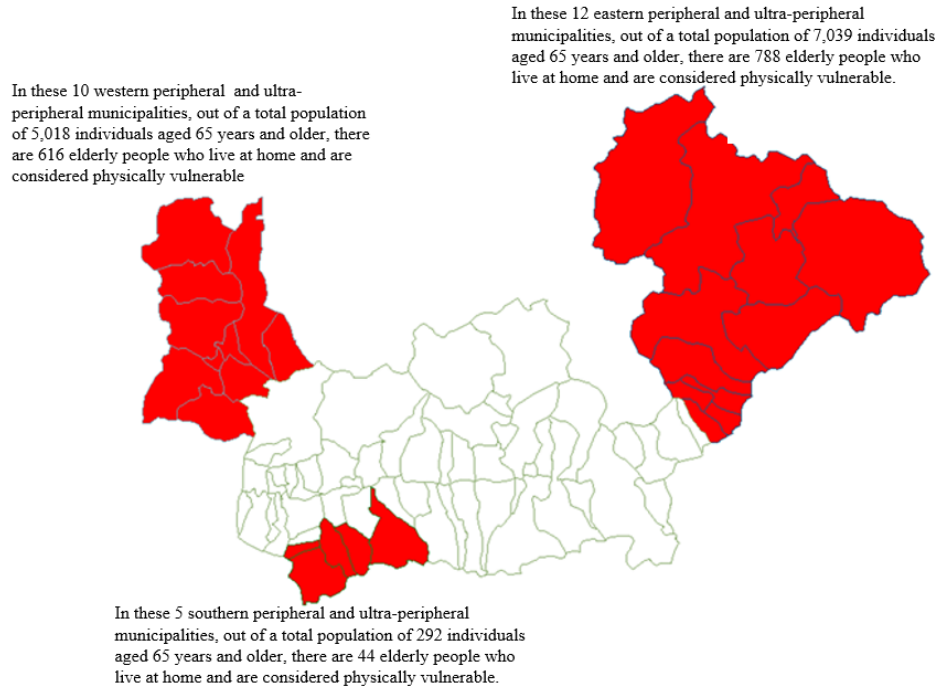 In these 12 eastern peripheral and ultra-peripheral
municipalities, out of a total population of 7,039 individuals
aged 65 years and older, there are 788 elderly people who
live at home and are considered physically vulnerable.
In these 10 western peripheral and ultra-
peripheral municipalities, out of a total population
of 5,018 individuals aged 65 years and older, there
are 616 elderly people who live at home and are
considered physically vulnerable
In these 5 southern peripheral and ultra-peripheral
municipalities, out of a total population of 292 individuals
aged 65 years and older, there are 44 elderly people who
live at home and are considered physically vulnerable.